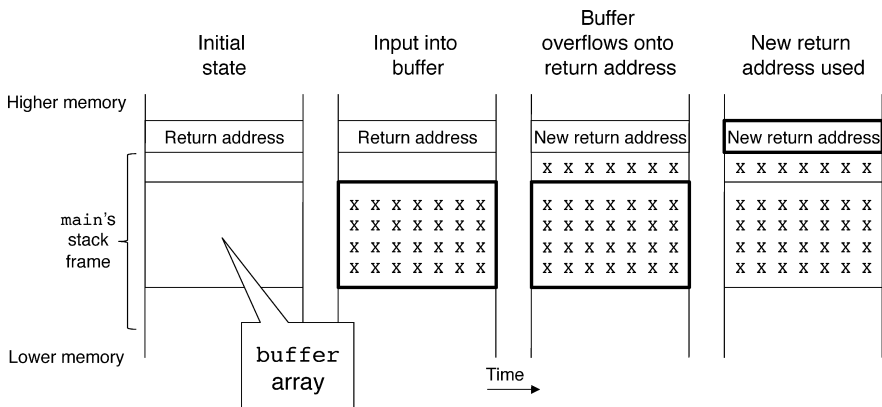 Initial
state
Input into
buffer
Buffer
overflows onto
return address
New return
address used
Higher memory
Return address
Return address
New return address
New return address
X X X X X X X
X X X X X X X
main's
stack
frame
X X X X X X X
X X X X X X X
X X X X X X X
X X X X X X X
X X X X X X X
X X X X X X X
X X X X X X X
X X X X X X X
X X X X X X X
X X X X X X X
X X X X X X X
X X X X X X X
buffer
array
Lower memory
Time